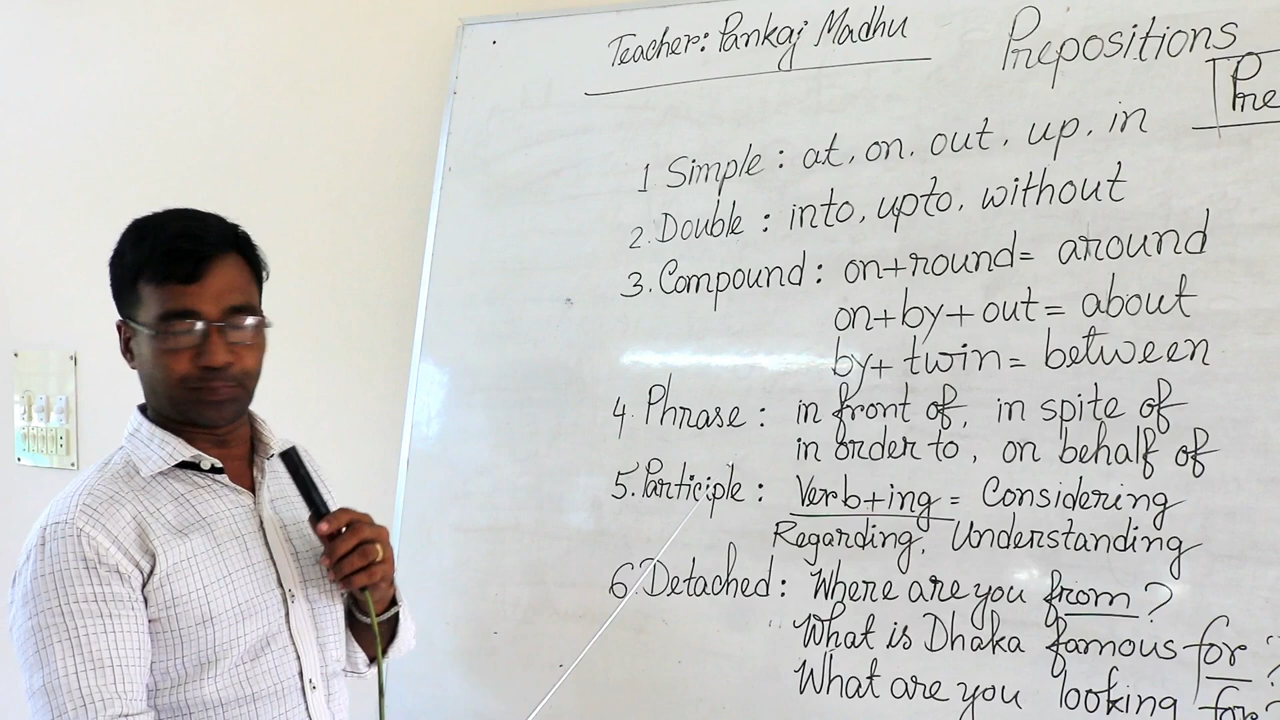 Teacher: Pankaj Madhu
Prepositions
Pre
1 Simple: at, on, out, up, in
2. Double: into, upto, without
3. Compound: on+round= around
on+by+out= about
by+twin= between
4. Phrase: in front of, in spite of
in order to, on behalf of
5. Participle: Verb+ing = Considering
Regarding, Understanding
6. Detached: Where are you from?
What is Dhaka famous for?
What are you looking for?